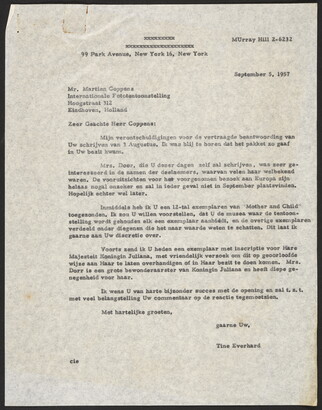 xxxxxxxxx
xxxxxxxxx
MUrray Hill 2-6232
99 Park Avenue, New York 16, New York
September 5, 1957
Mr. Martien Coppens
Internationale Fototentoonstelling
Hoogstraat 312
Eindhoven, Holland
Zeer Geachte Heer Coppens:
Mijn verontschuldigingen voor de vertraagde beantwoording van
Uw schrijven van 3 Augustus. Ik was blij te horen dat het pakket zo gauw
in Uw bezit kwam.
Mrs. Dorr, die U dezer dagen zelf zal schrijven, was zeer ge-
interesseerd in de namen der deelnemers, waarvan vele haar welbekend
waren. De vooruitzichten voor het voorgenomen bezoek aan Europa zijn
helaas nogal onzeker en zal in ieder geval niet in September plaatsvinden.
Hopelijk echter wel later.
Inmiddels heb ik U een 12-tal exemplaren van "Mother and Child"
toegezonden. Ik zou U willen voorstellen, dat U de musea waar de tentoon-
stelling wordt gehouden elk een exemplaar aanbidt, en de overige exemplaren
verdeeld onder diegenen die het naar waarde weten te schatten. Dit laat ik
gaarne aan Uw discretie over.
Voorts zend ik U heden een exemplaar met inscriptie voor Hare
Majesteit Koningin Juliana, met vriendelijk verzoek om dit op geoorloofde
wijze aan Haar te laten overhandigen of in Haar bezit te doen komen. Mrs.
Dorr is een grote bewonderaarster van Koningin Juliana en heeft diepe ge-
negenheid voor haar.
Ik wens U van harte bijzonder succes met de opening en zal t.z.t.
met veel belangstelling Uw commentaar op de reactie tegemoetzien.
Met hartelijke groeten,
gaarne Uw,
Tine Everhard
cie